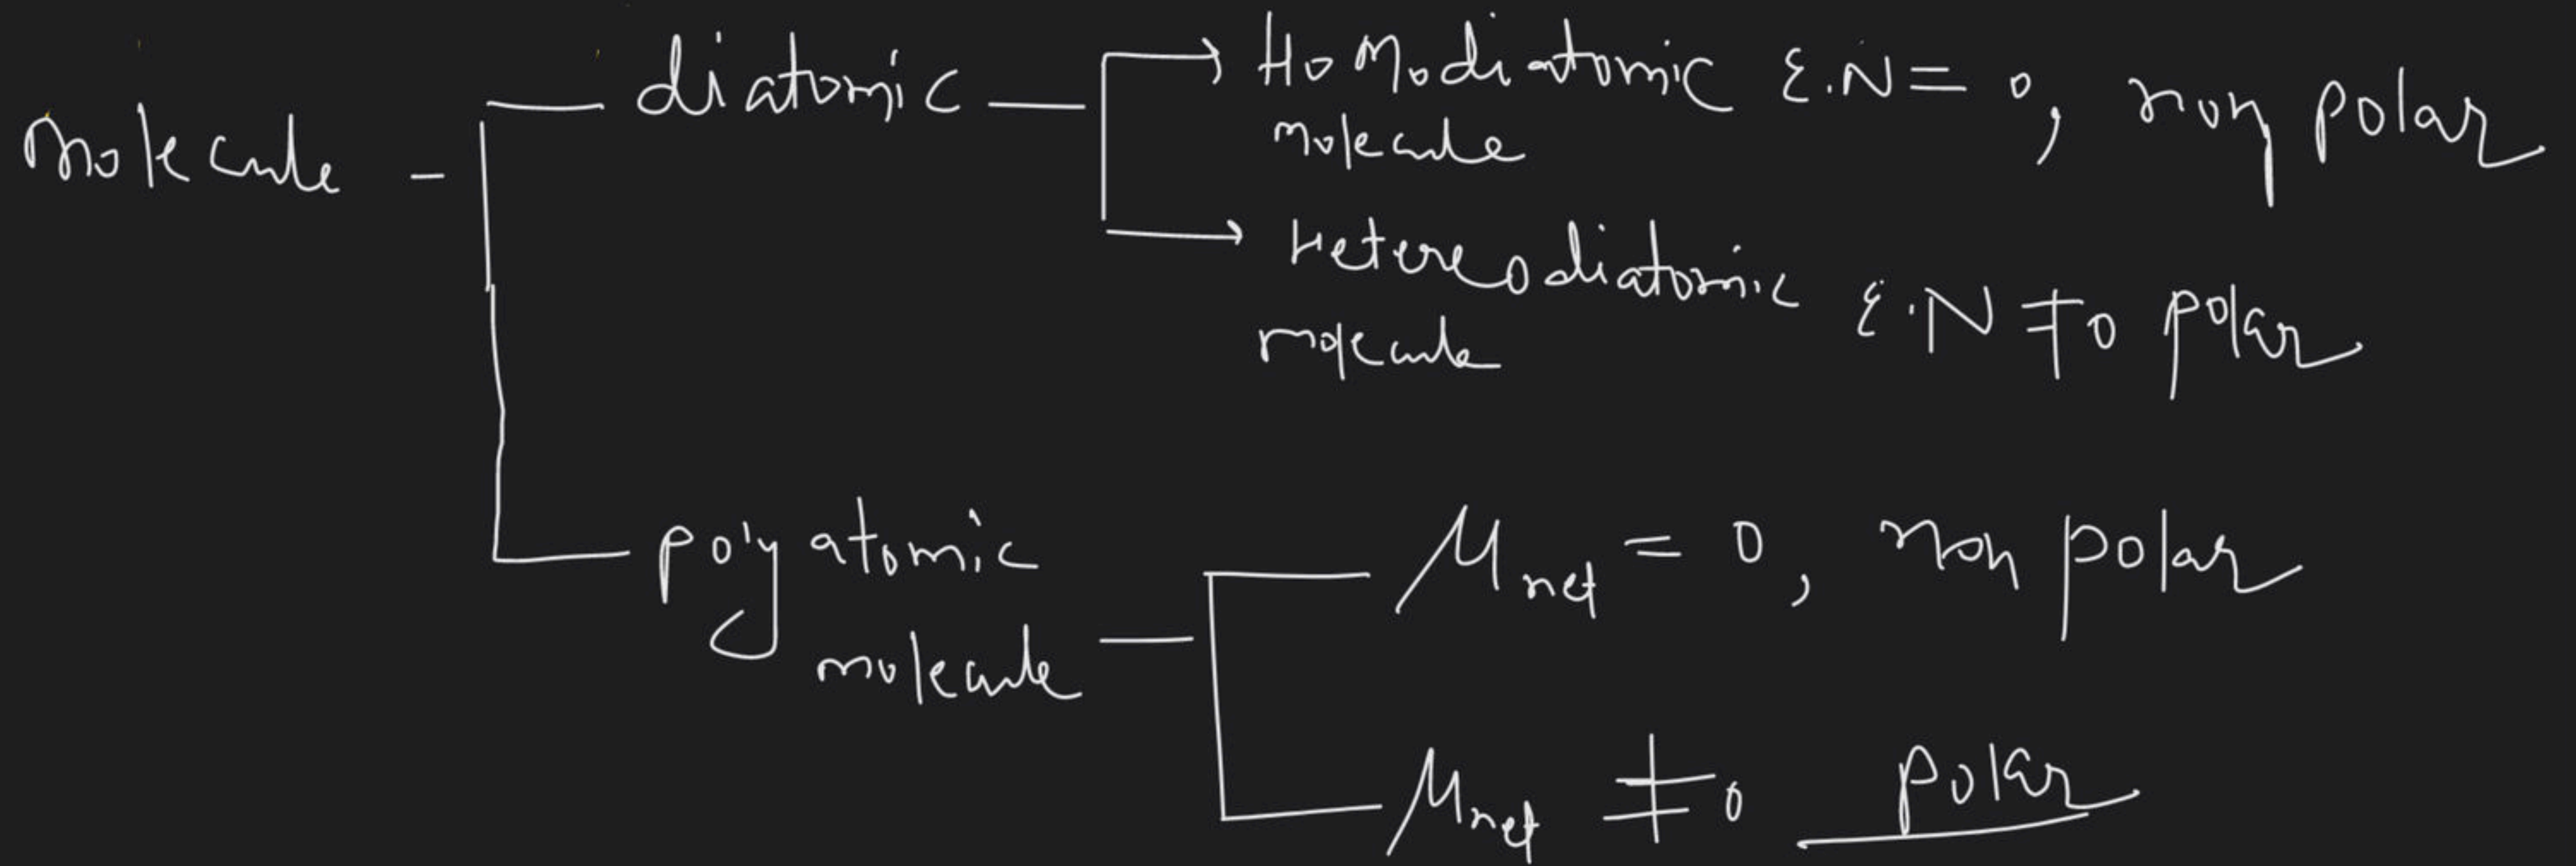 molecule - diatomic → Homodiatomic E.N = 0, non polar
molecule
→ Hetereodiatomic E.N ≠ 0 polar
molecule
polyatomic μnet = 0, non polar
molecule
μnet ≠ 0 polar